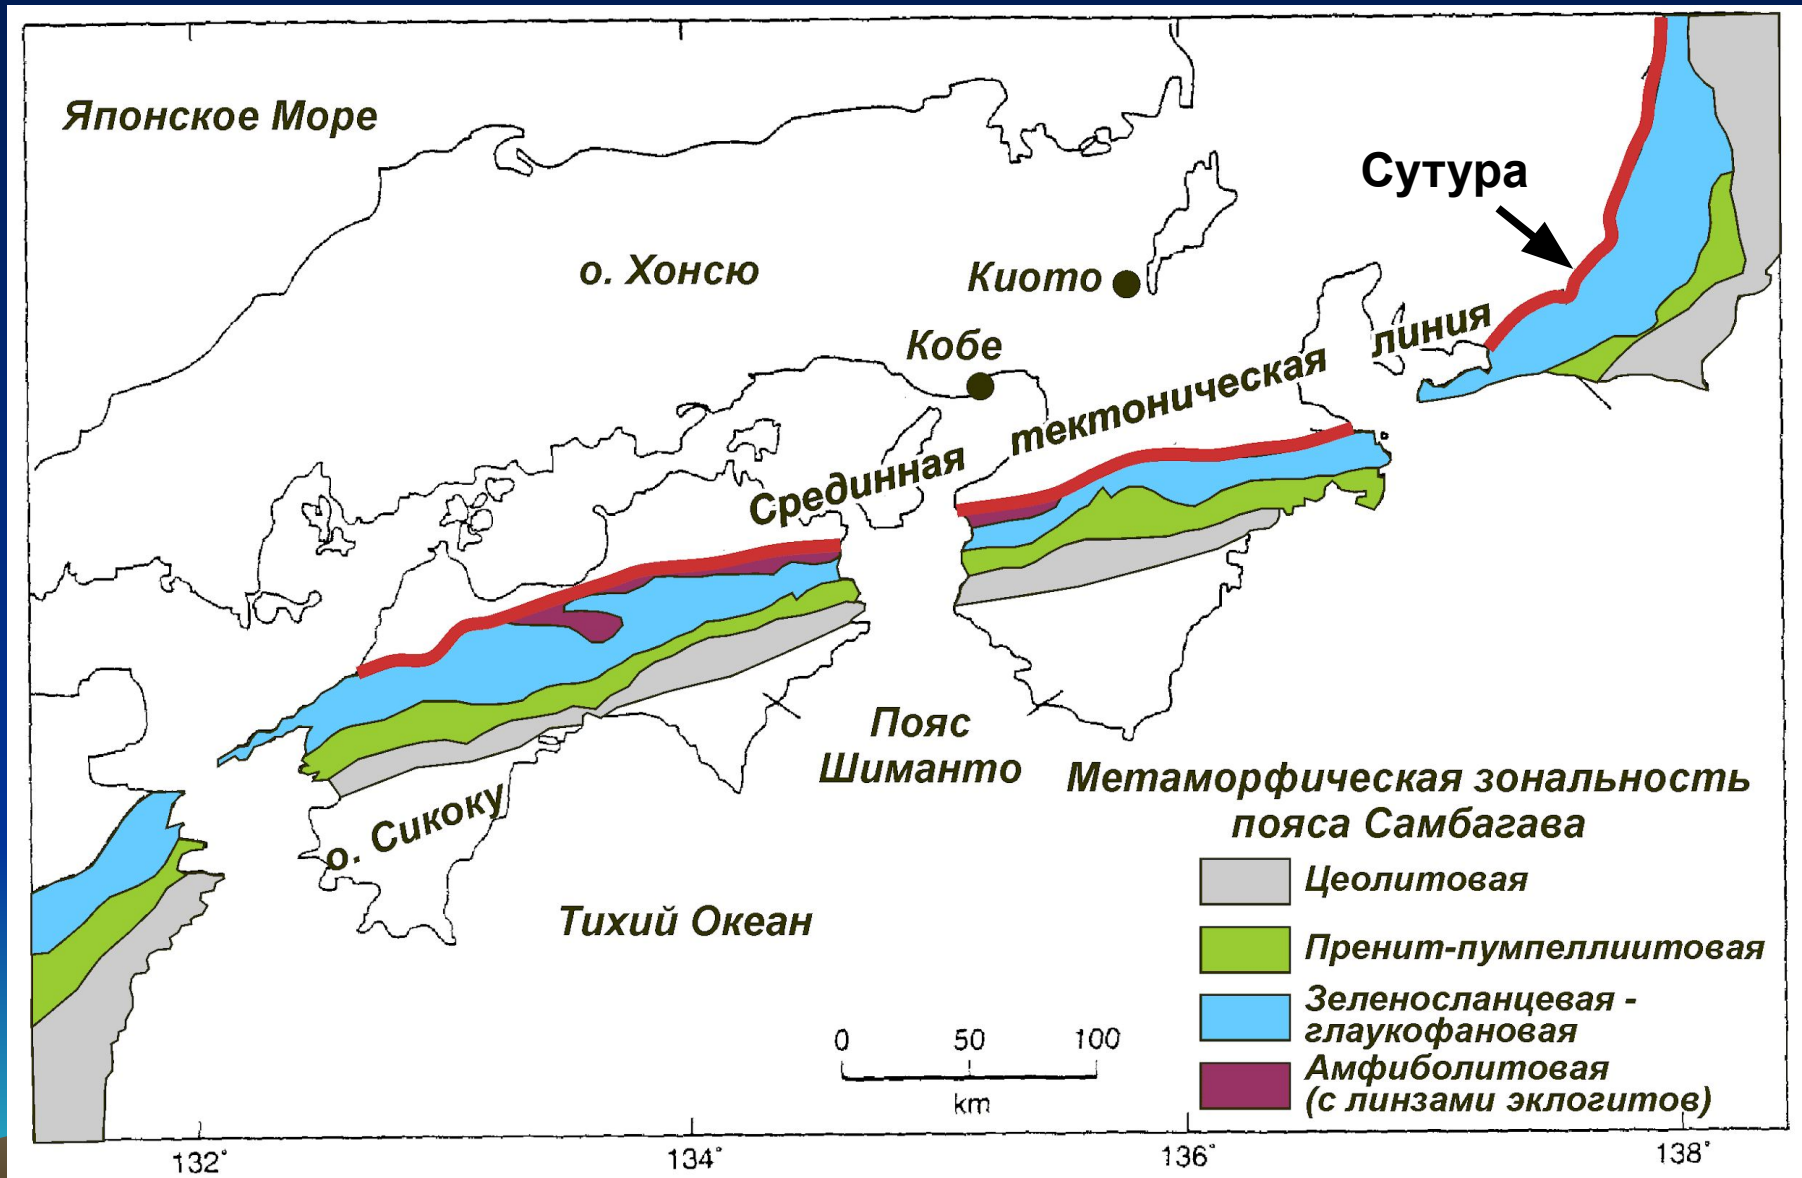 Японское Море
Сутура
о. Хонсю
Киото
Кобе
Срединная тектоническая линия
Пояс
Шиманто
о. Сикоку
Тихий Океан
Метаморфическая зональность
пояса Самбагава
Цеолитовая
Пренит-пумпеллиитовая
Зеленосланцевая -
глаукофановая
Амфиболитовая
(с линзами эклогитов)
0 50 100
km
132° 134° 136° 138°